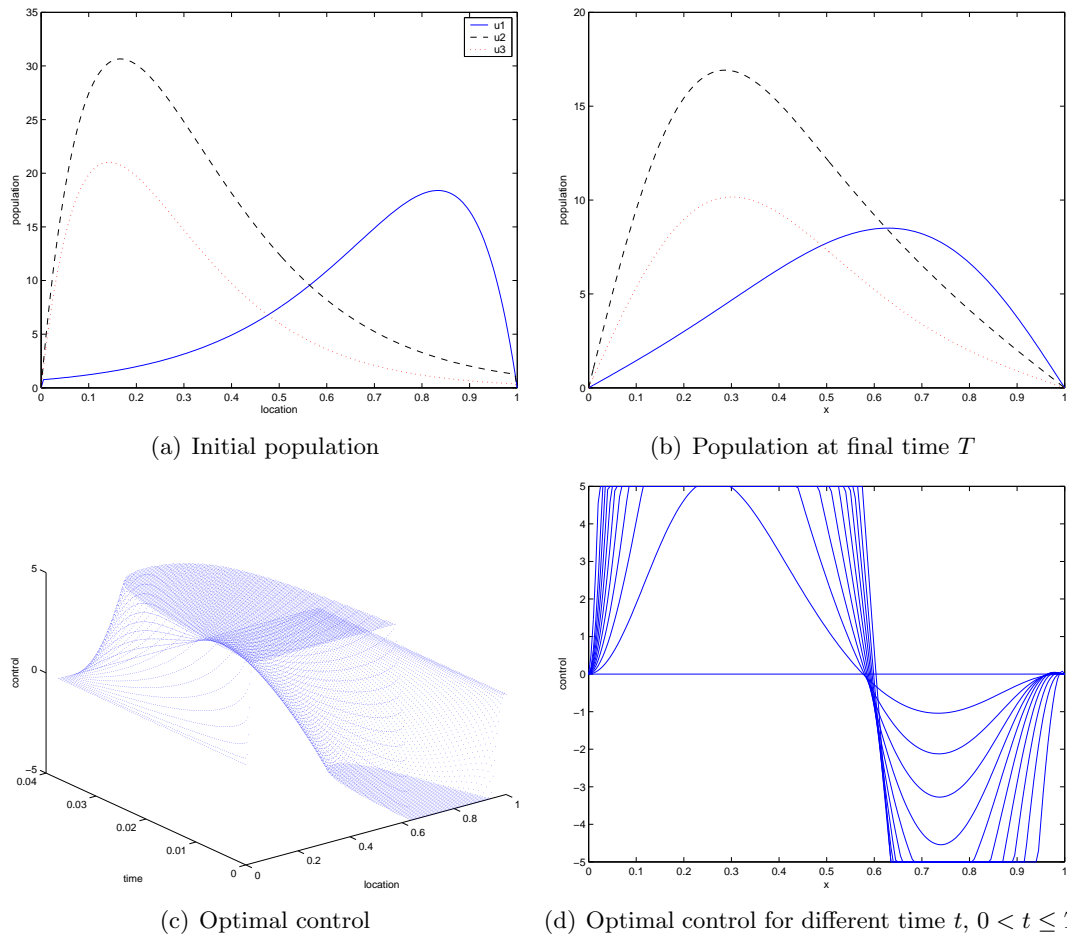 35
30
25
20
15
10
5
0
population
0 0.1 0.2 0.3 0.4 0.5 0.6 0.7 0.8 0.9 1
location
u1
u2
u3
(a) Initial population
20
15
10
5
0
population
0 0.1 0.2 0.3 0.4 0.5 0.6 0.7 0.8 0.9 1
x
(b) Population at final time T
5
0
−5
control
0.04
0.03
0.02
0.01
0
time
0
0.2
0.4
0.6
0.8
1
location
(c) Optimal control
5
4
3
2
1
0
−1
−2
−3
−4
−5
control
0 0.1 0.2 0.3 0.4 0.5 0.6 0.7 0.8 0.9 1
x
(d) Optimal control for different time t, 0 < t ≤